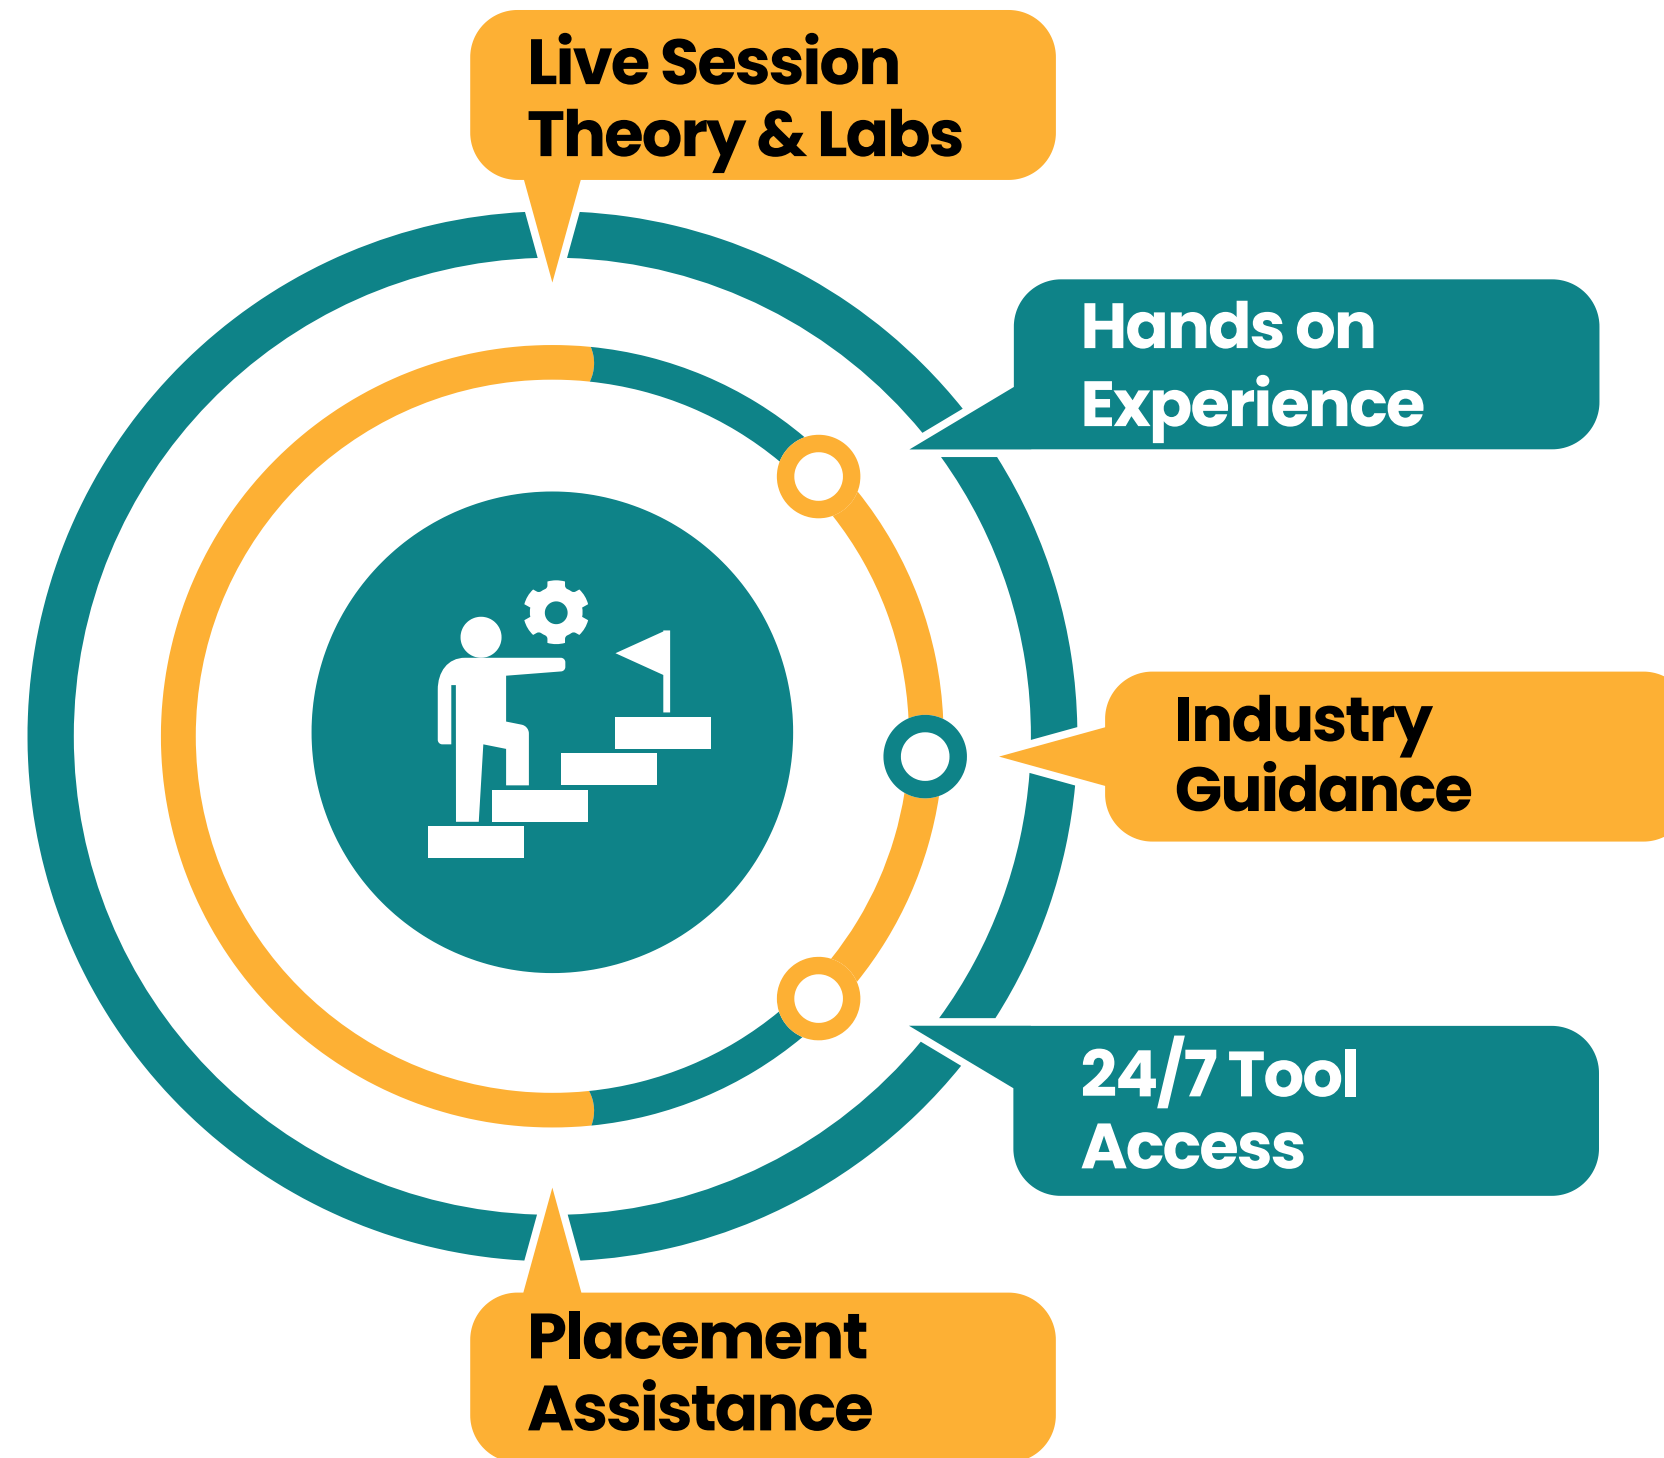 Live Session
Theory & Labs
Hands on
Experience
Industry
Guidance
24/7 Tool
Access
Placement
Assistance